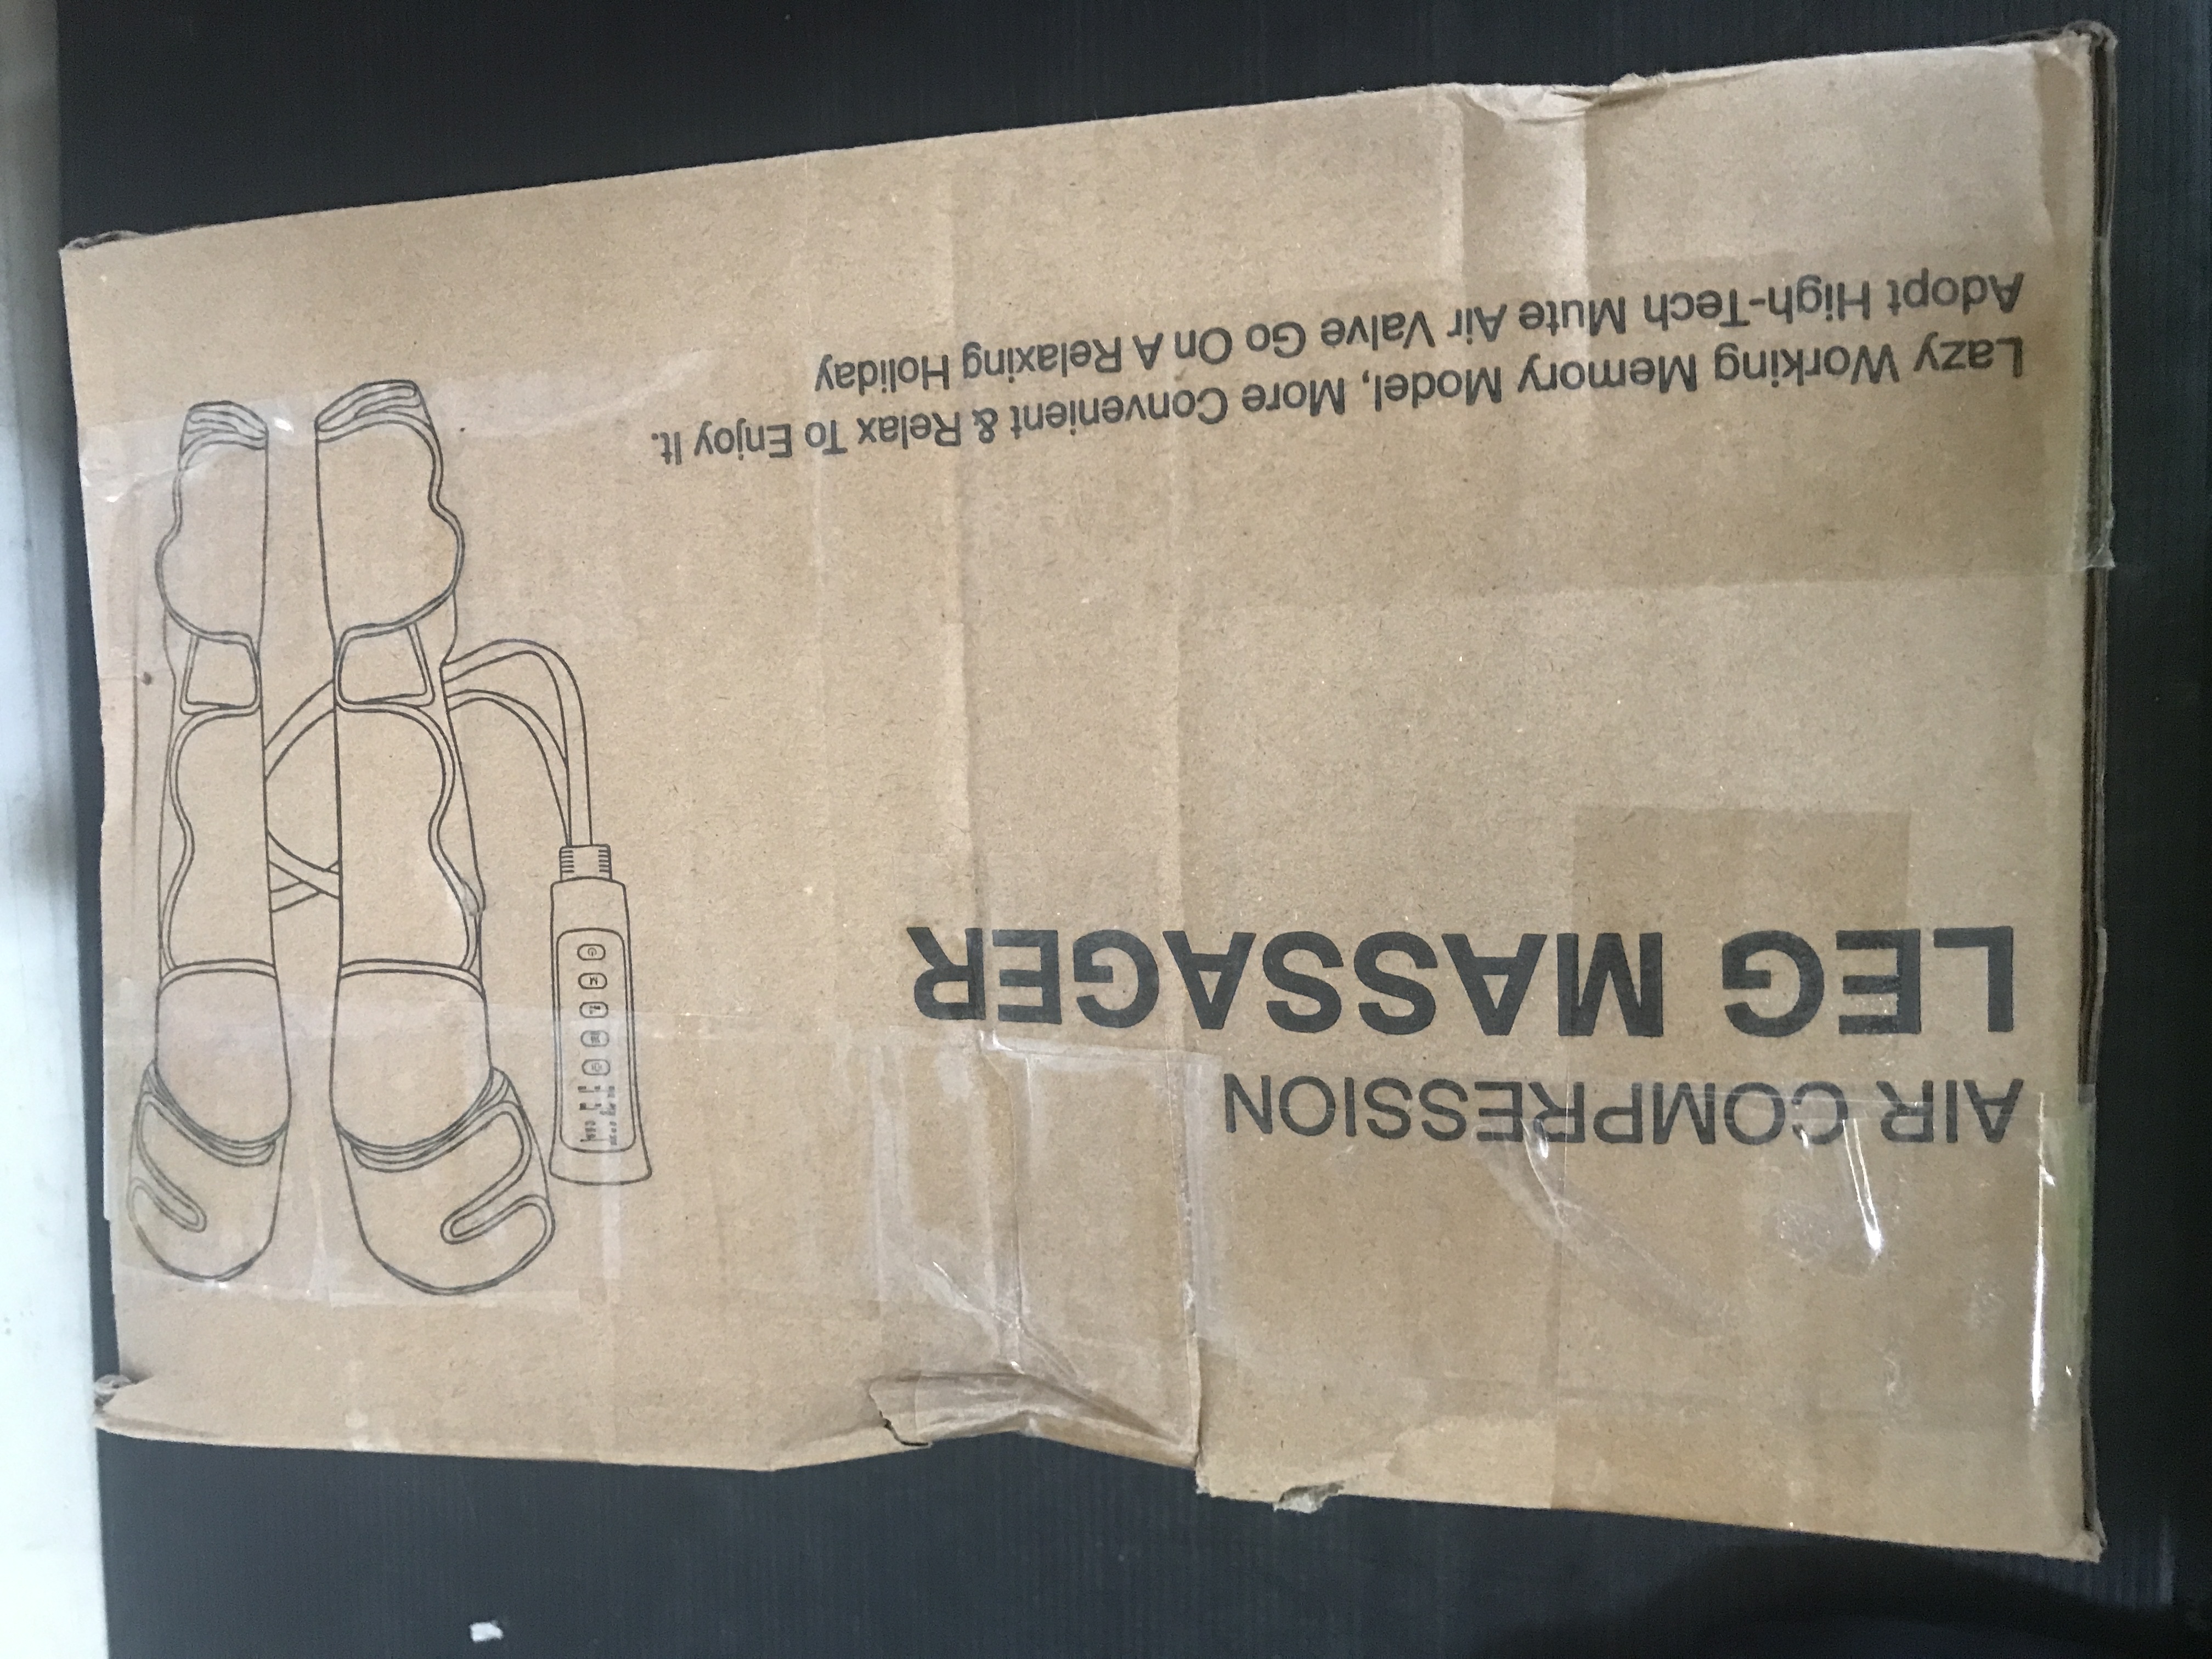 AIR COMPRESSION
LEG MASSAGER
Lazy Working Memory Model, More Convenient & Relax To Enjoy It.
Adopt High-Tech Mute Air Valve Go On A Relaxing Holiday